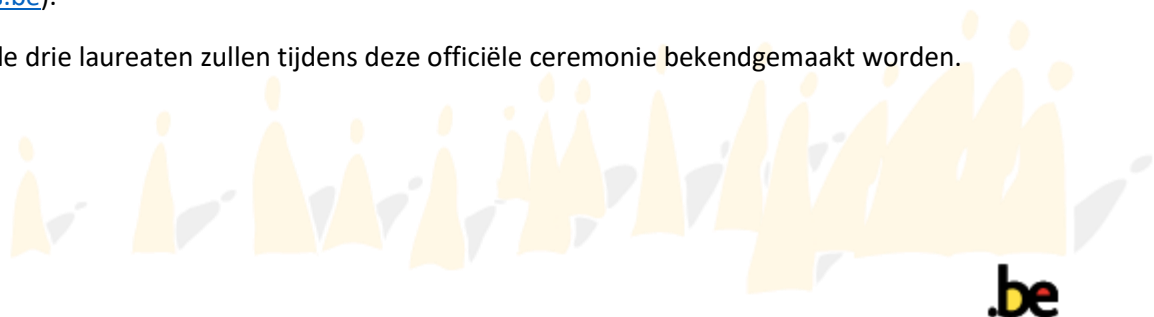 .be).
de drie laureaten zullen tijdens deze officiële ceremonie bekendgemaakt worden.
.be